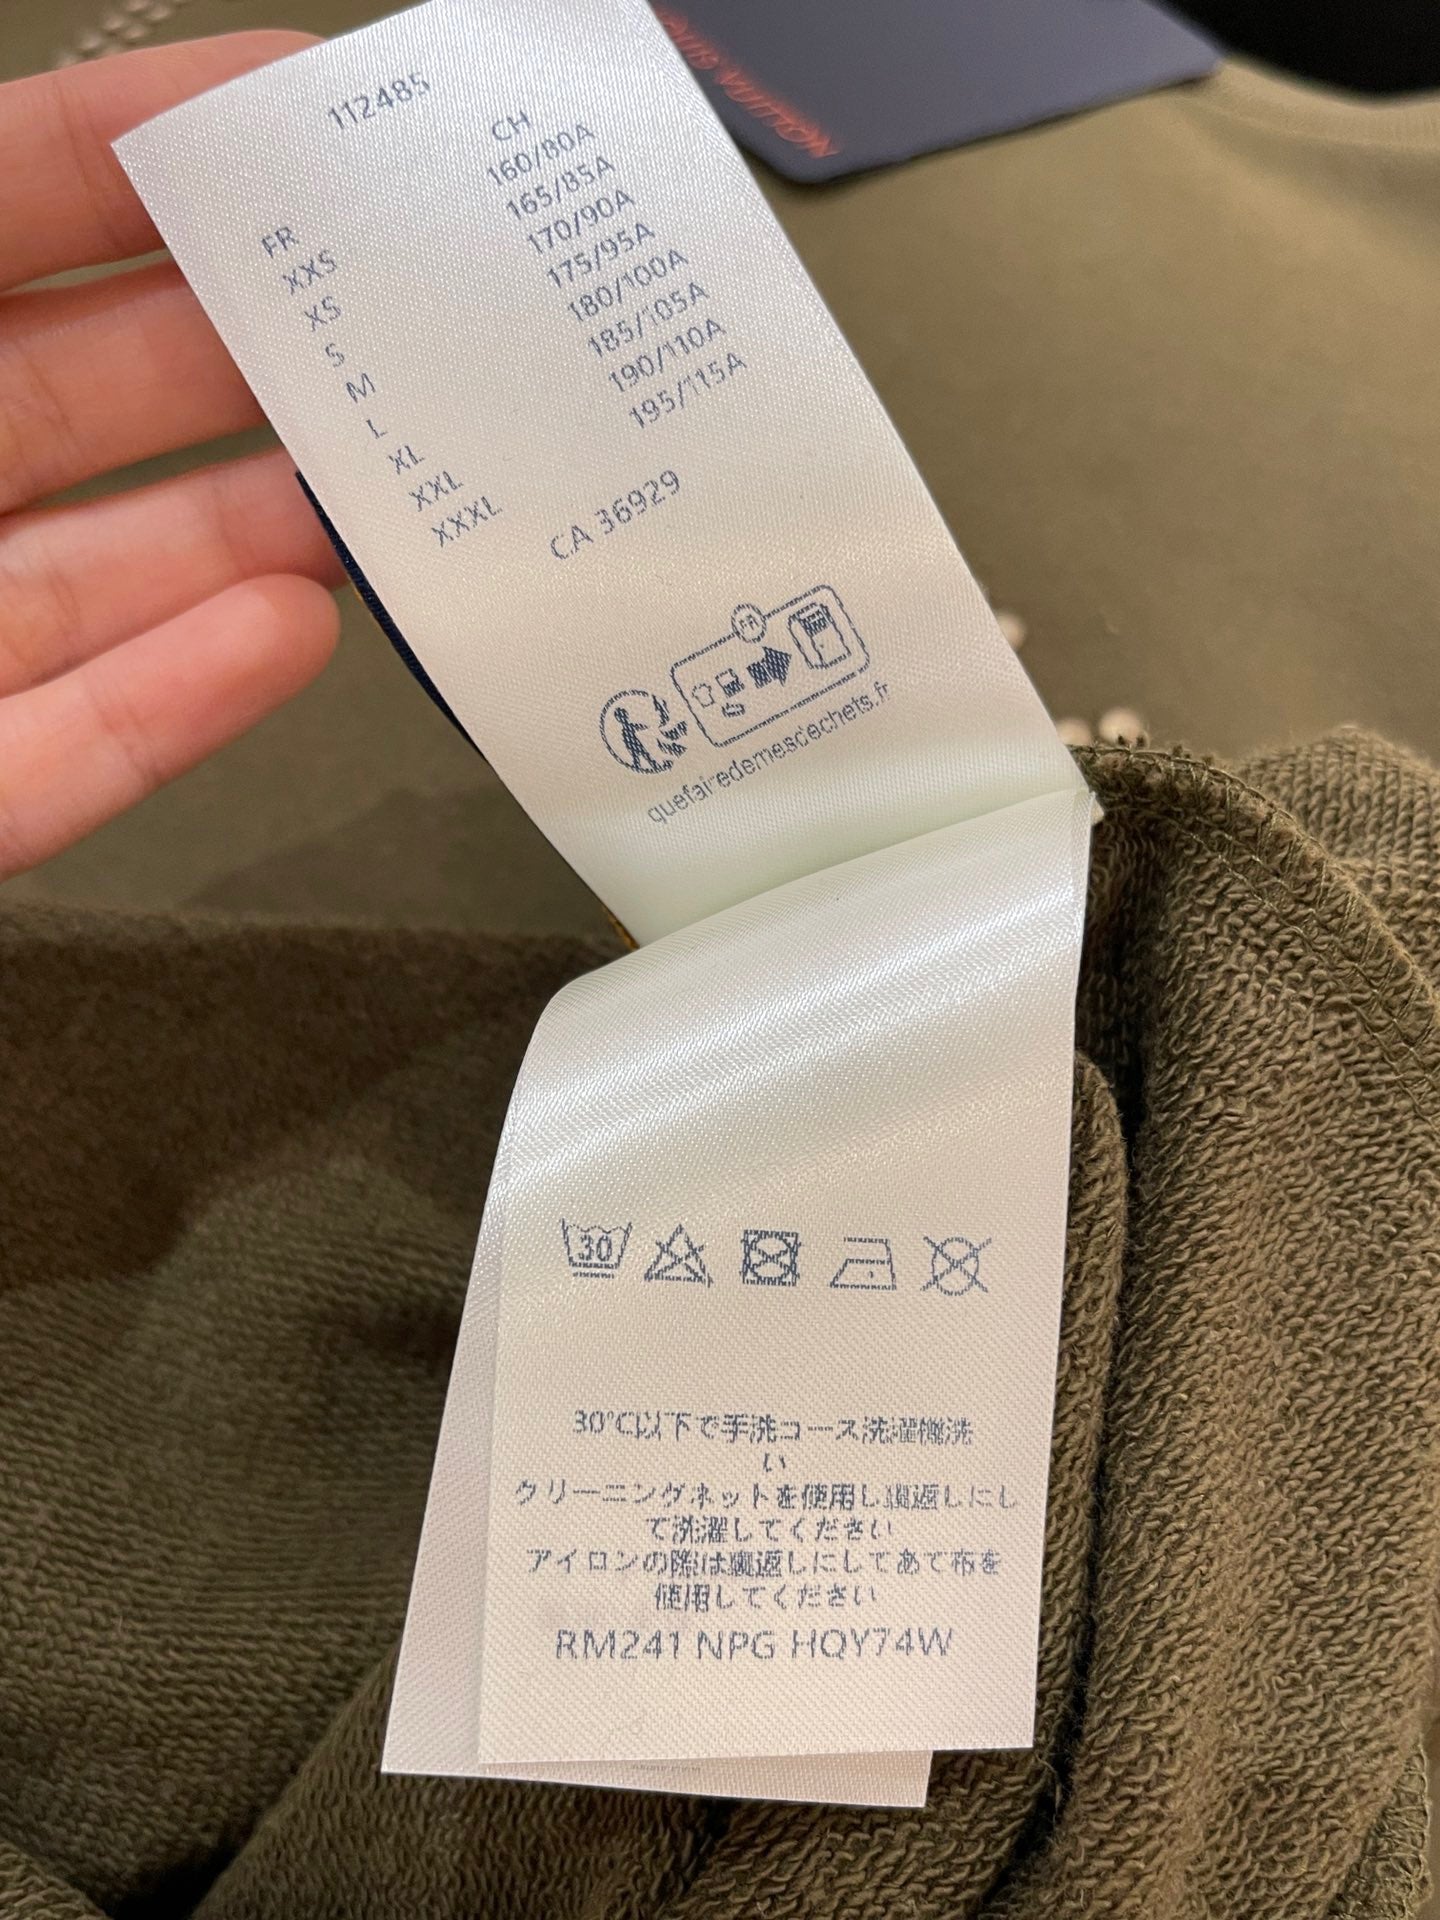 112485
FR
CH
XXS
160/80A
XS
165/85A
S
170/90A
M
175/95A
L
180/100A
XL
185/105A
XXL
190/110A
XXXL
195/115A
CA 36929
FR
quefairedemesdechets.fr
30
30℃以下で手洗コース洗濯機洗
い
クリーニングネットを使用し裏返しにし
て洗濯してください
アイロンの際は裏返しにしてあて布を
使用してください
RM241 NPG HQY74W